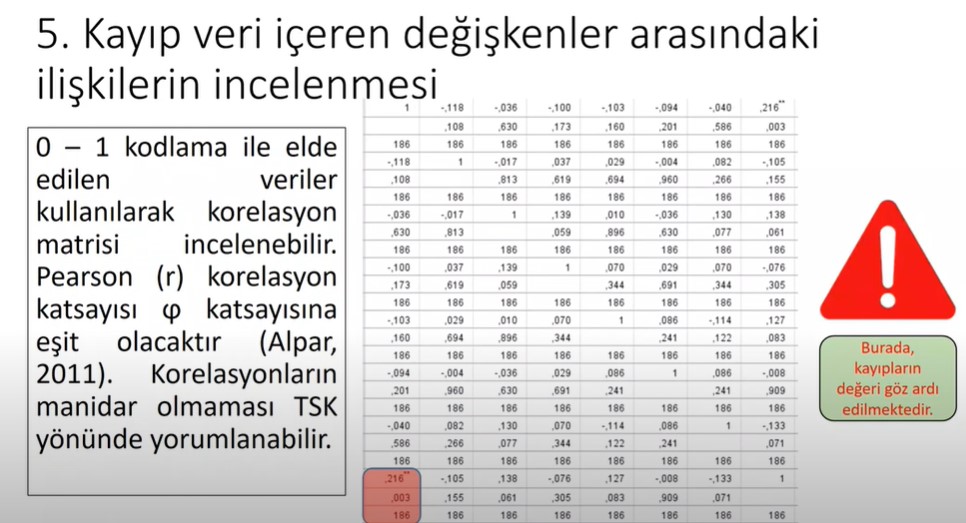 5. Kayıp veri içeren değişkenler arasındaki
ilişkilerin incelenmesi
0 – 1 kodlama ile elde
edilen veriler
kullanılarak korelasyon
matrisi incelenebilir.
Pearson (r) korelasyon
katsayısı φ katsayısına
eşit olacaktır (Alpar,
2011). Korelasyonların
manidar olmaması TSK
yönünde yorumlanabilir.
1 -,118 -,036 -,100 -,103 -,094 -,040 ,216**
,108 ,630 ,173 ,160 ,201 ,586 ,003
186 186 186 186 186 186 186 186
-,118 1 -,017 ,037 ,029 -,004 ,082 -,105
,108 ,813 ,619 ,694 ,960 ,266 ,155
186 186 186 186 186 186 186 186
-,036 -,017 1 ,139 ,010 -,036 ,130 ,138
,630 ,813 ,059 ,896 ,630 ,077 ,061
186 186 186 186 186 186 186 186
-,100 ,037 ,139 1 ,070 ,029 ,070 -,076
,173 ,619 ,059 ,344 ,691 ,344 ,305
186 186 186 186 186 186 186 186
-,103 ,029 ,010 ,070 1 ,086 -,114 ,127
,160 ,694 ,896 ,344 ,241 ,122 ,083
186 186 186 186 186 186 186 186
-,094 -,004 -,036 ,029 ,086 1 ,086 -,008
,201 ,960 ,630 ,691 ,241 ,241 ,909
186 186 186 186 186 186 186 186
-,040 ,082 ,130 ,070 -,114 ,086 1 -,133
,586 ,266 ,077 ,344 ,122 ,241 ,071
186 186 186 186 186 186 186 186
,216** -,105 ,138 -,076 ,127 -,008 -,133 1
,003 ,155 ,061 ,305 ,083 ,909 ,071
186 186 186 186 186 186 186 186
Burada,
kayıpların
değeri göz ardı
edilmektedir.